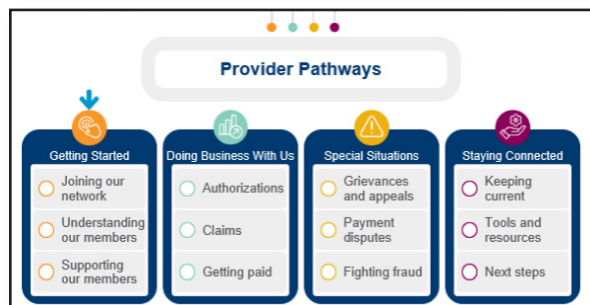 Provider Pathways
Getting Started
Joining our
network
Understanding
our members
Supporting
our members
Doing Business With Us
Authorizations
Claims
Getting paid
Special Situations
Grievances
and appeals
Payment
disputes
Fighting fraud
Staying Connected
Keeping
current
Tools and
resources
Next steps